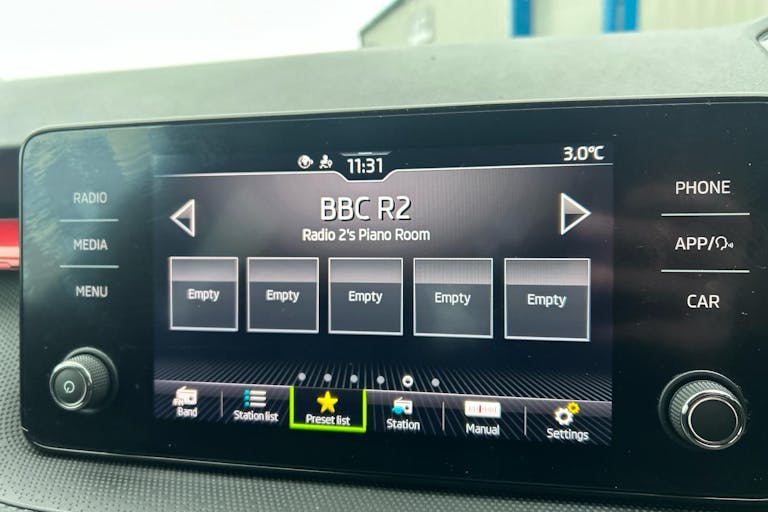 11:31
3.0°C
RADIO
MEDIA
MENU
BBC R2
Radio 2's Piano Room
Empty
Empty
Empty
Empty
Empty
Band
Station list
Preset list
Station
Manual
Settings
PHONE
APP/
CAR